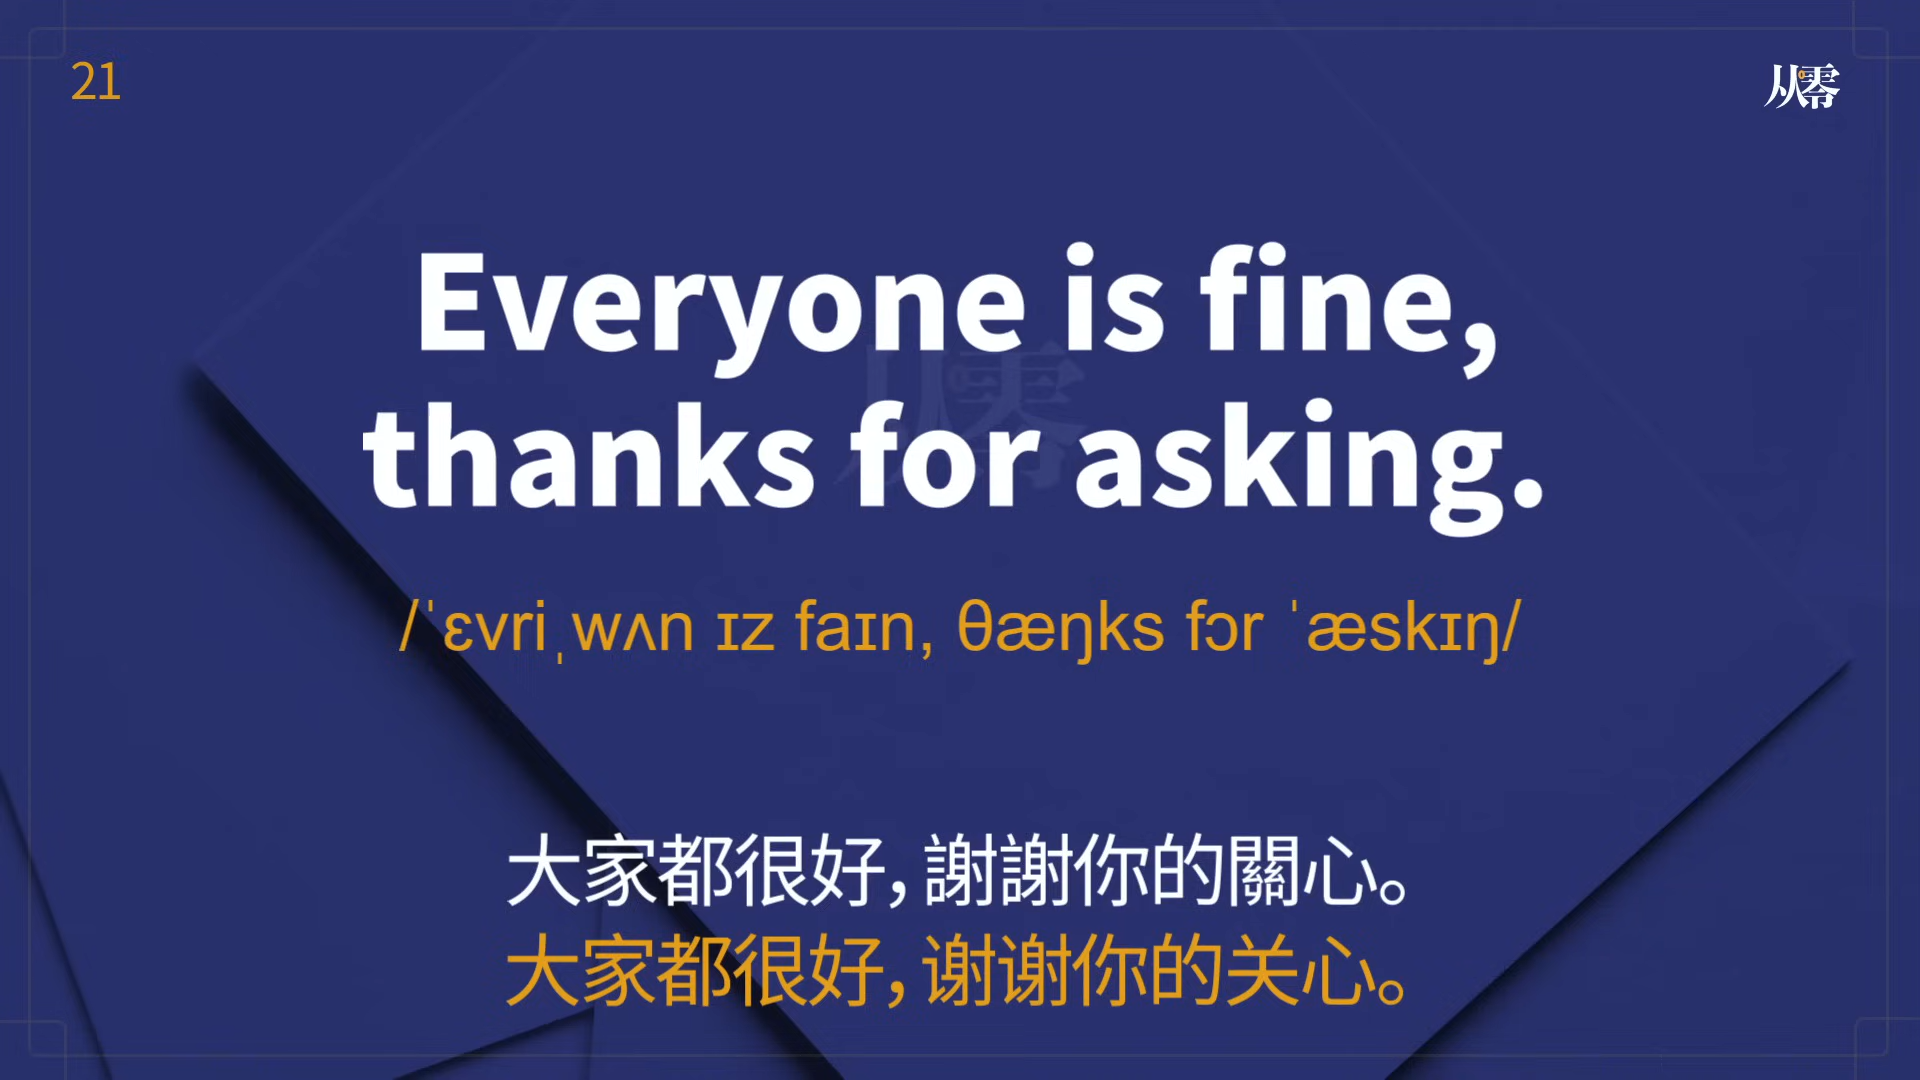 21
从零
Everyone is fine,
thanks for asking.
/ˈɛvriˌwʌn ɪz faɪn, θæŋks fɔr ˈæskɪŋ/
大家都很好，謝謝你的關心。
大家都很好，谢谢你的关心。